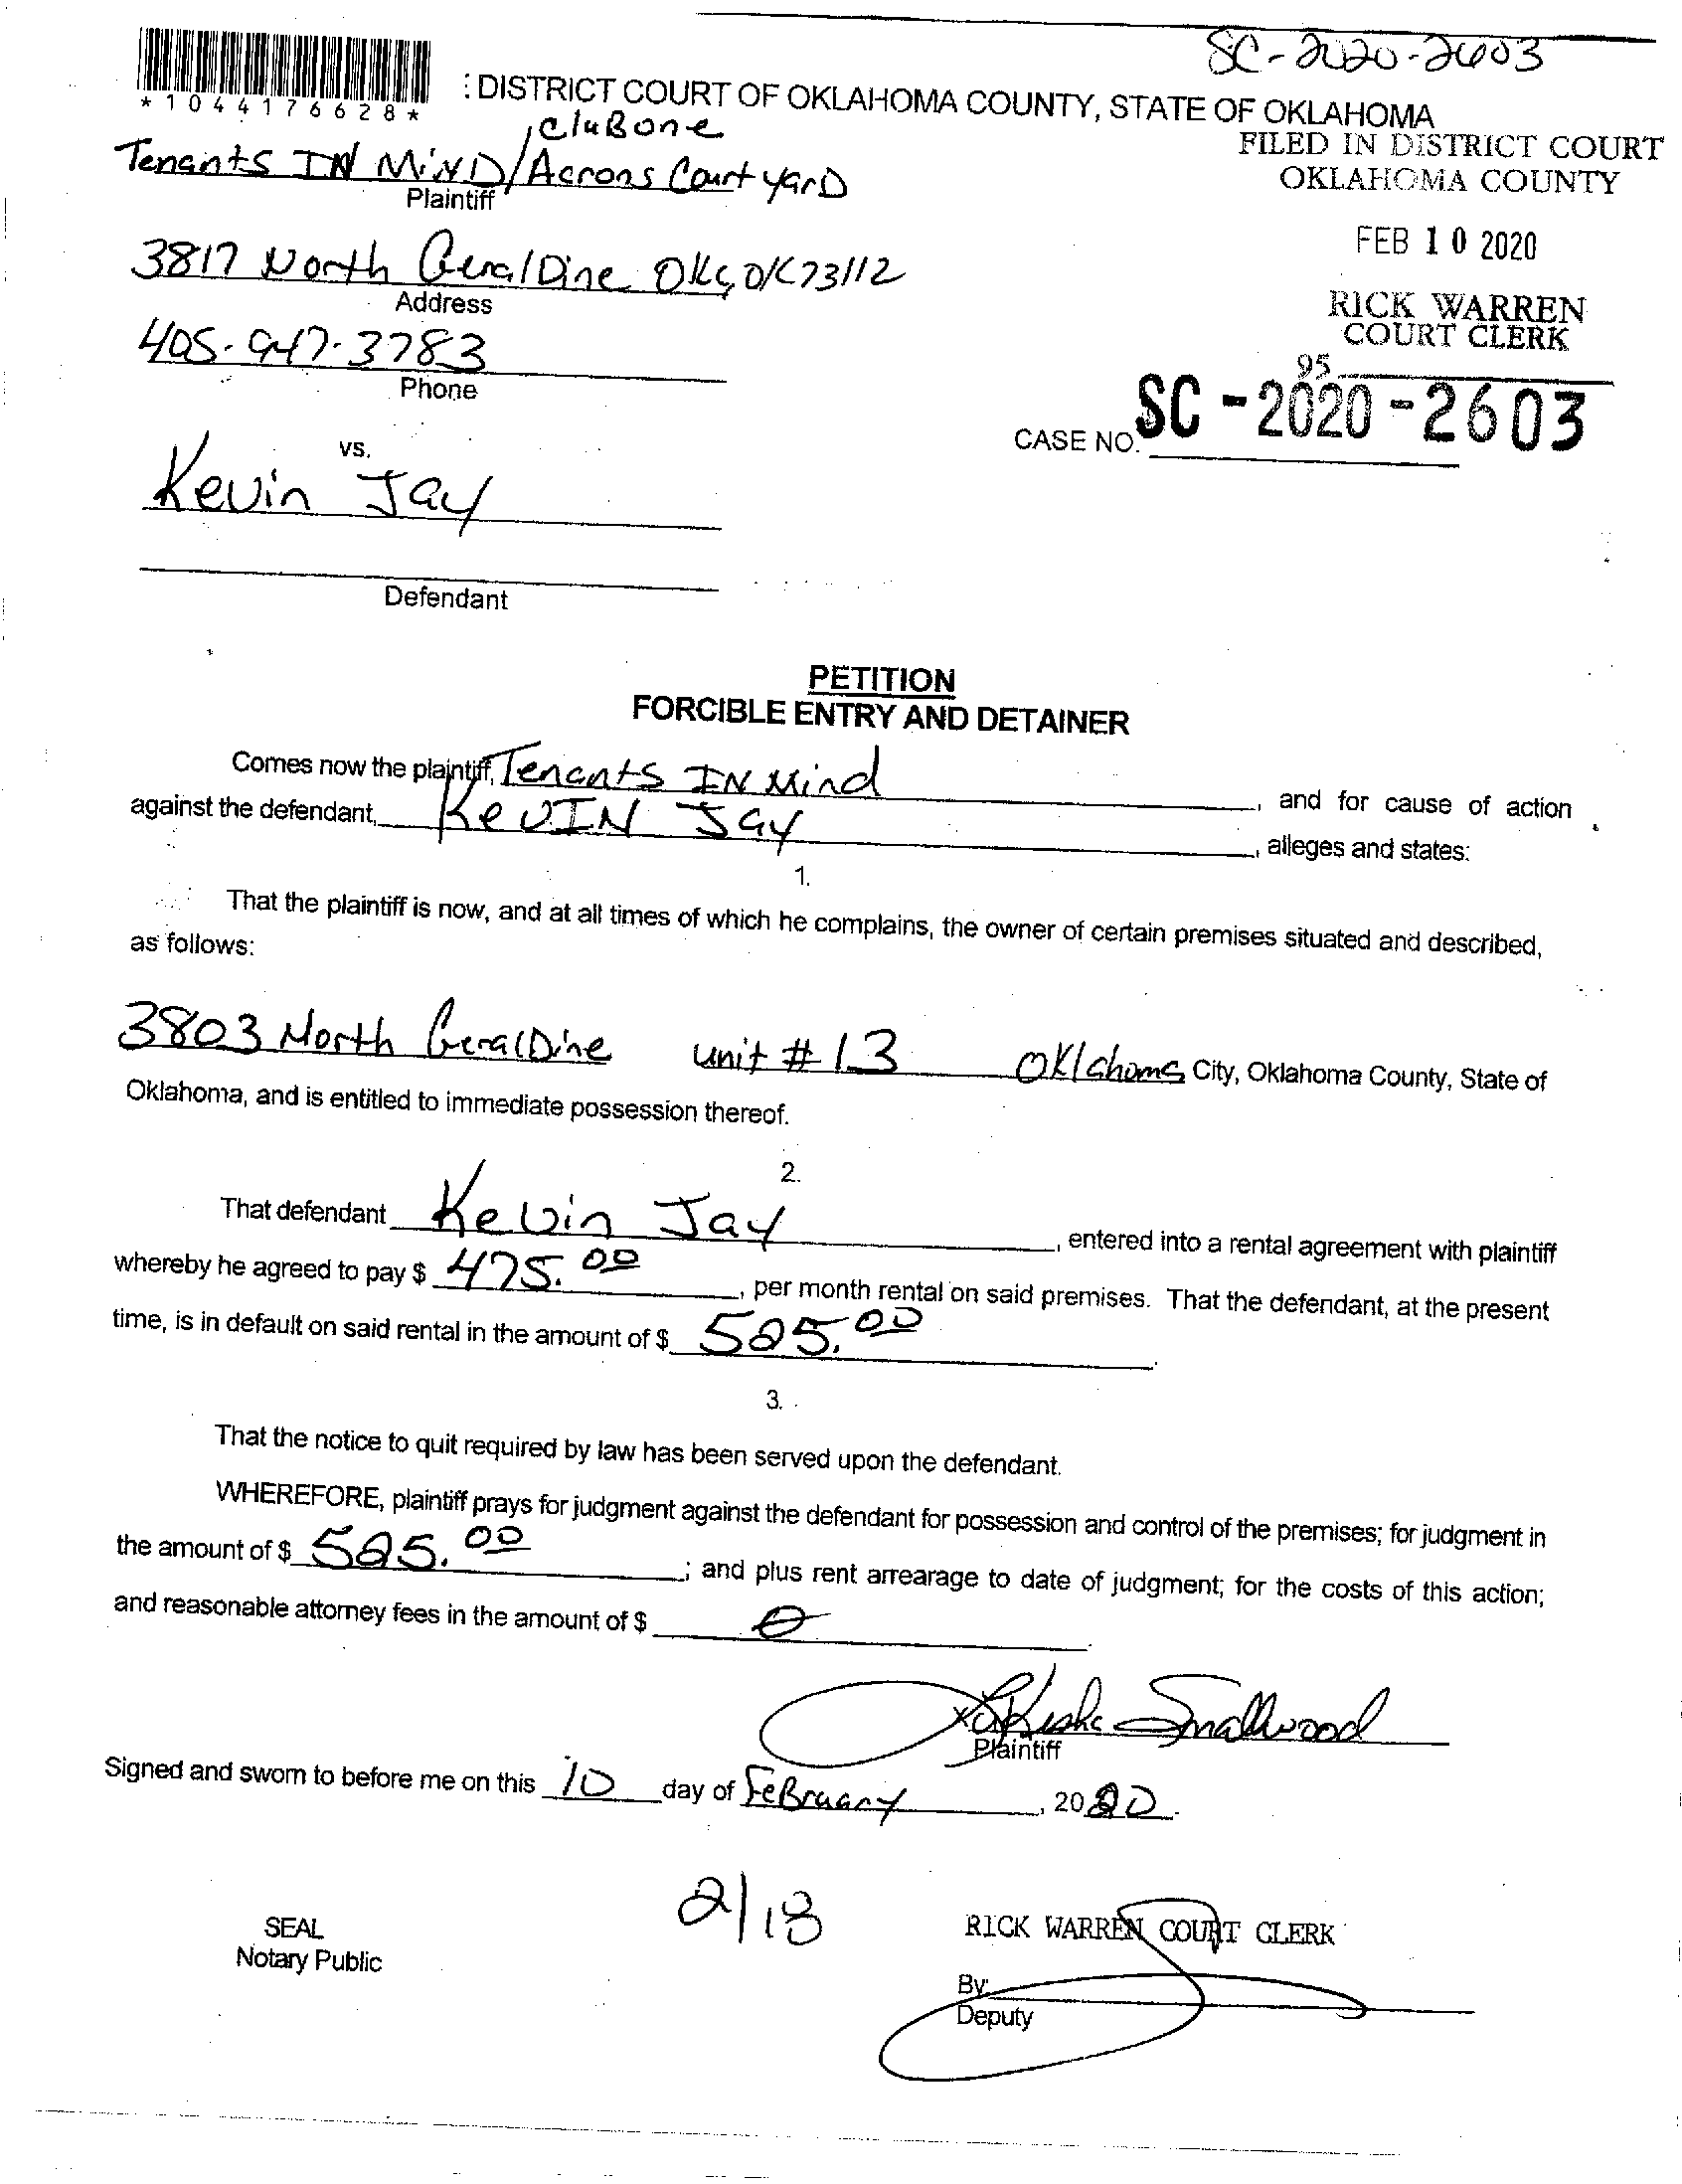 SC-2020-2603
*1044176628*
: DISTRICT COURT OF OKLAHOMA COUNTY, STATE OF OKLAHOMA
FILED IN DISTRICT COURT
OKLAHOMA COUNTY
FEB 10 2020
RICK WARREN
COURT CLERK
95
CASE NO. SC-2020-2603
, cluBone
Tenants IN MiND/Acrons CourtyarD
Plaintiff
3817 North GeralDine OKC, OK 73112
Address
405-947-3783
Phone
vs.
Kevin Jay
Defendant
PETITION
FORCIBLE ENTRY AND DETAINER
Comes now the plaintiff, Tenants IN Mind, and for cause of action
against the defendant, KeVIN Jay, alleges and states:
1.
That the plaintiff is now, and at all times of which he complains, the owner of certain premises situated and described,
as follows:
3803 North GeralDine unit # 13 Oklahoma City, Oklahoma County, State of
Oklahoma, and is entitled to immediate possession thereof.
2.
That defendant Kevin Jay, entered into a rental agreement with plaintiff
whereby he agreed to pay $ 475.00, per month rental on said premises. That the defendant, at the present
time, is in default on said rental in the amount of $ 525.00.
3.
That the notice to quit required by law has been served upon the defendant.
WHEREFORE, plaintiff prays for judgment against the defendant for possession and control of the premises; for judgment in
the amount of $ 525.00; and plus rent arrearage to date of judgment; for the costs of this action;
and reasonable attorney fees in the amount of $ 0.
Smallwood
Plaintiff
Signed and sworn to before me on this 10 day of FeBruary, 2020.
2/18
SEAL
Notary Public
RICK WARREN COURT CLERK
By:
Deputy